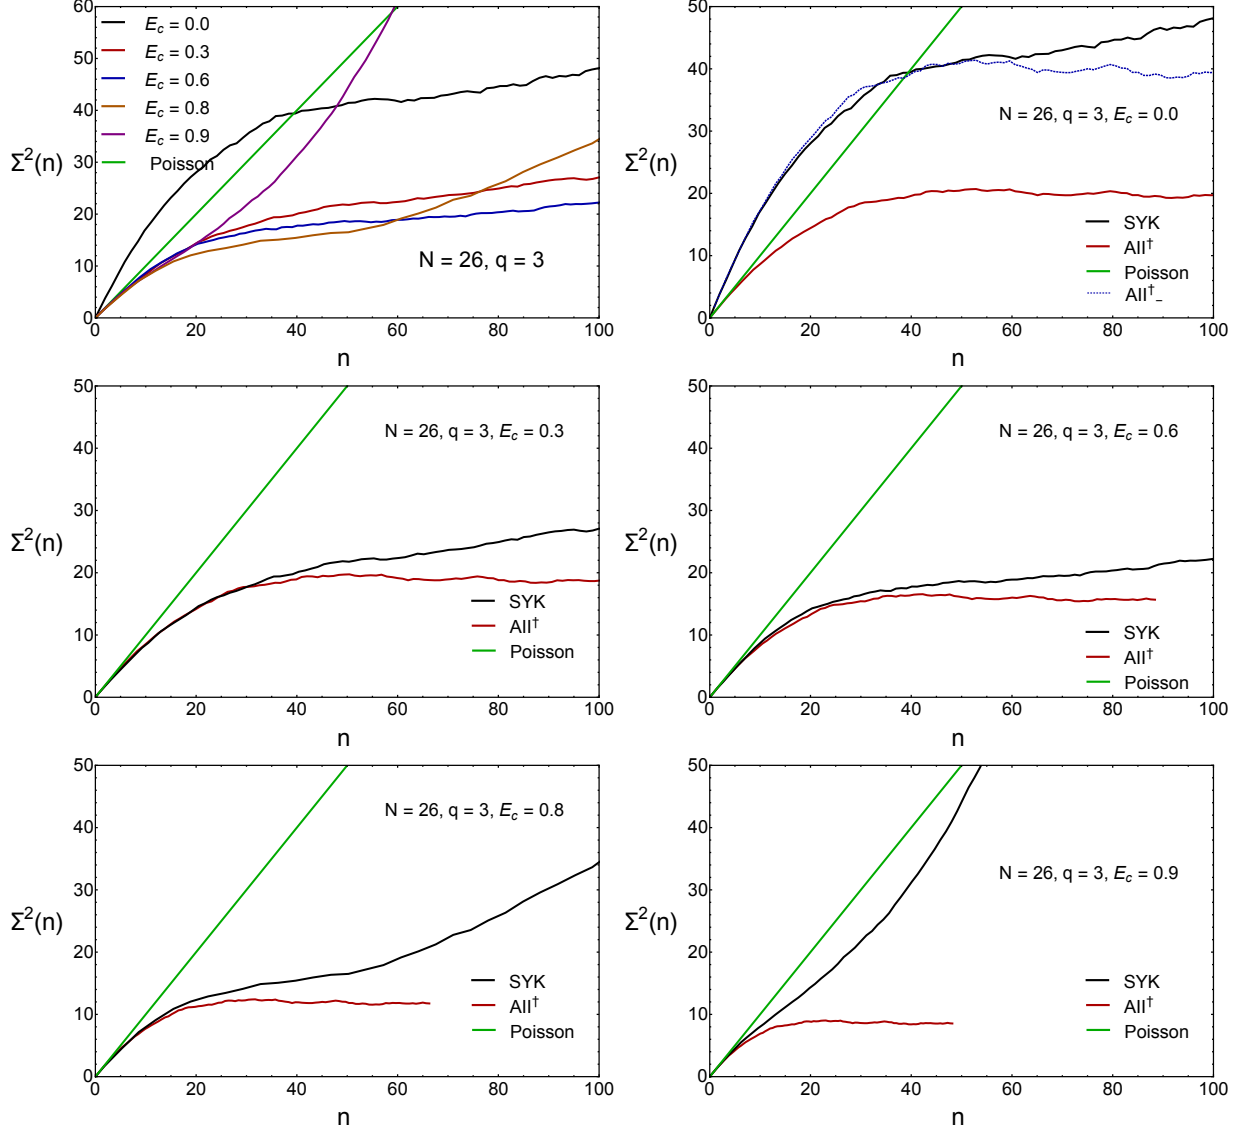 60
50
40
30
20
10
0
Σ²(n)
E_c = 0.0
E_c = 0.3
E_c = 0.6
E_c = 0.8
E_c = 0.9
Poisson
N = 26, q = 3
0 20 40 60 80 100
n
50
40
30
20
10
0
Σ²(n)
N = 26, q = 3, E_c = 0.0
SYK
AII†
Poisson
AII†_-
0 20 40 60 80 100
n
50
40
30
20
10
0
Σ²(n)
N = 26, q = 3, E_c = 0.3
SYK
AII†
Poisson
0 20 40 60 80 100
n
50
40
30
20
10
0
Σ²(n)
N = 26, q = 3, E_c = 0.6
SYK
AII†
Poisson
0 20 40 60 80 100
n
50
40
30
20
10
0
Σ²(n)
N = 26, q = 3, E_c = 0.8
SYK
AII†
Poisson
0 20 40 60 80 100
n
50
40
30
20
10
0
Σ²(n)
N = 26, q = 3, E_c = 0.9
SYK
AII†
Poisson
0 20 40 60 80 100
n